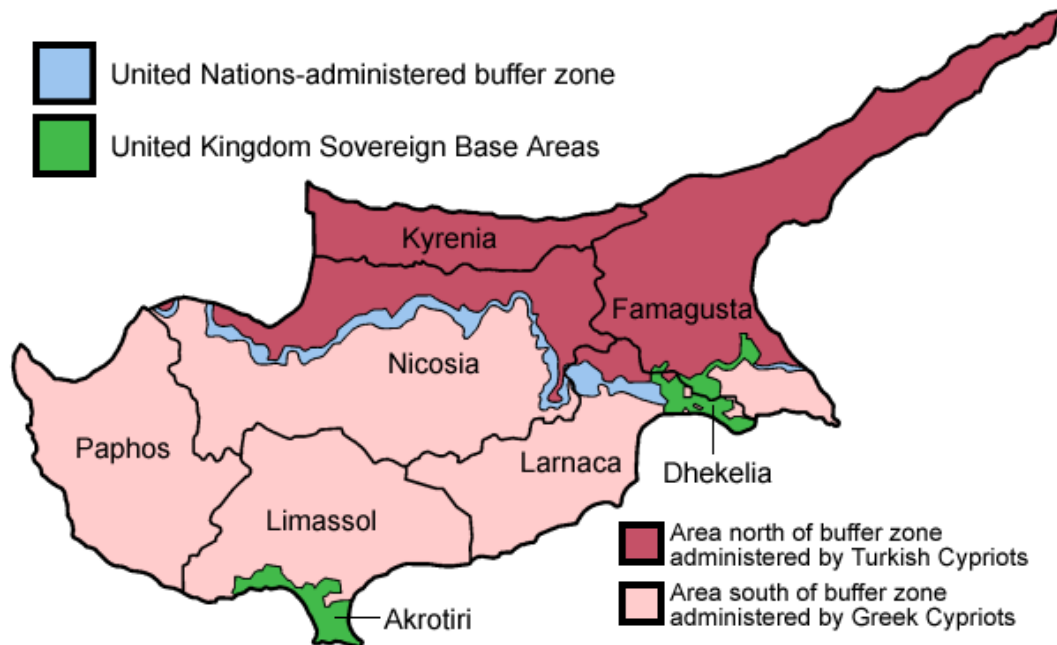 United Nations-administered buffer zone
United Kingdom Sovereign Base Areas
Kyrenia
Famagusta
Nicosia
Paphos
Larnaca
Dhekelia
Limassol
Akrotiri
Area north of buffer zone
administered by Turkish Cypriots
Area south of buffer zone
administered by Greek Cypriots